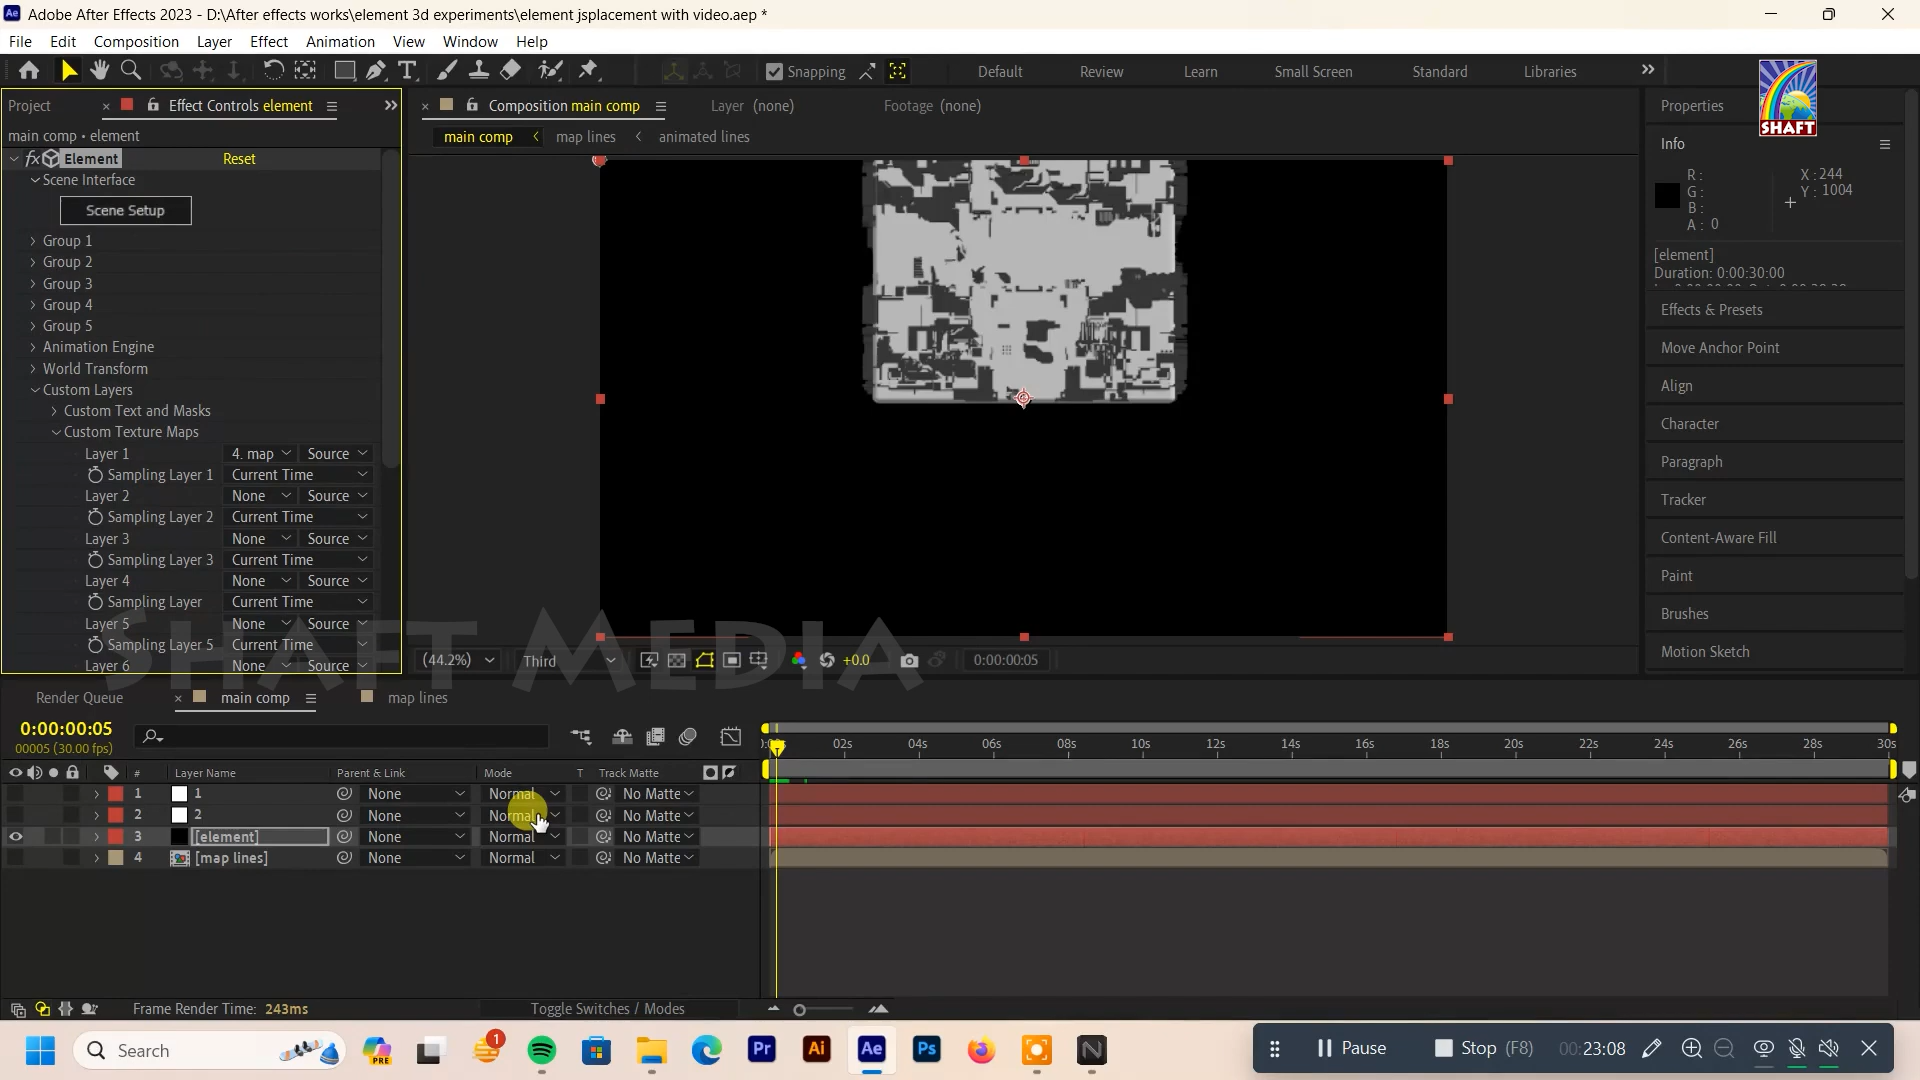 Adobe After Effects 2023 - D:\After effects works\element 3d experiments\element jsplacement with video.aep *
File Edit Composition Layer Effect Animation View Window Help
Snapping Default Review Learn Small Screen Standard Libraries
SHAFT
Project Effect Controls element
Composition main comp Layer (none) Footage (none)
Properties
main comp • element
main comp map lines animated lines
Info
fx Element Reset
Scene Interface
Scene Setup
Group 1
Group 2
Group 3
Group 4
Group 5
Animation Engine
World Transform
Custom Layers
Custom Text and Masks
Custom Texture Maps
Layer 1 4. map Source
Sampling Layer 1 Current Time
Layer 2 None Source
Sampling Layer 2 Current Time
Layer 3 None Source
Sampling Layer 3 Current Time
Layer 4 None Source
Sampling Layer Current Time
Layer 5 None Source
Sampling Layer 5 Current Time
Layer 6 None Source
R :
G :
B :
A : 0
X : 244
Y : 1004
[element]
Duration: 0:00:30:00
Effects & Presets
Move Anchor Point
Align
Character
Paragraph
Tracker
Content-Aware Fill
Paint
Brushes
Motion Sketch
SHAFT MEDIA
(44.2%) Third +0.0 0:00:00:05
Render Queue main comp map lines
0:00:00:05
00005 (30.00 fps)
02s 04s 06s 08s 10s 12s 14s 16s 18s 20s 22s 24s 26s 28s 30s
# Layer Name Parent & Link Mode T Track Matte
1 1 None Normal No Matte
2 2 None Normal No Matte
3 [element] None Normal No Matte
4 [map lines] None Normal No Matte
Frame Render Time: 243ms Toggle Switches / Modes
Search PRE 1 Pr Ai Ae Ps N
Pause Stop (F8) 00:23:08